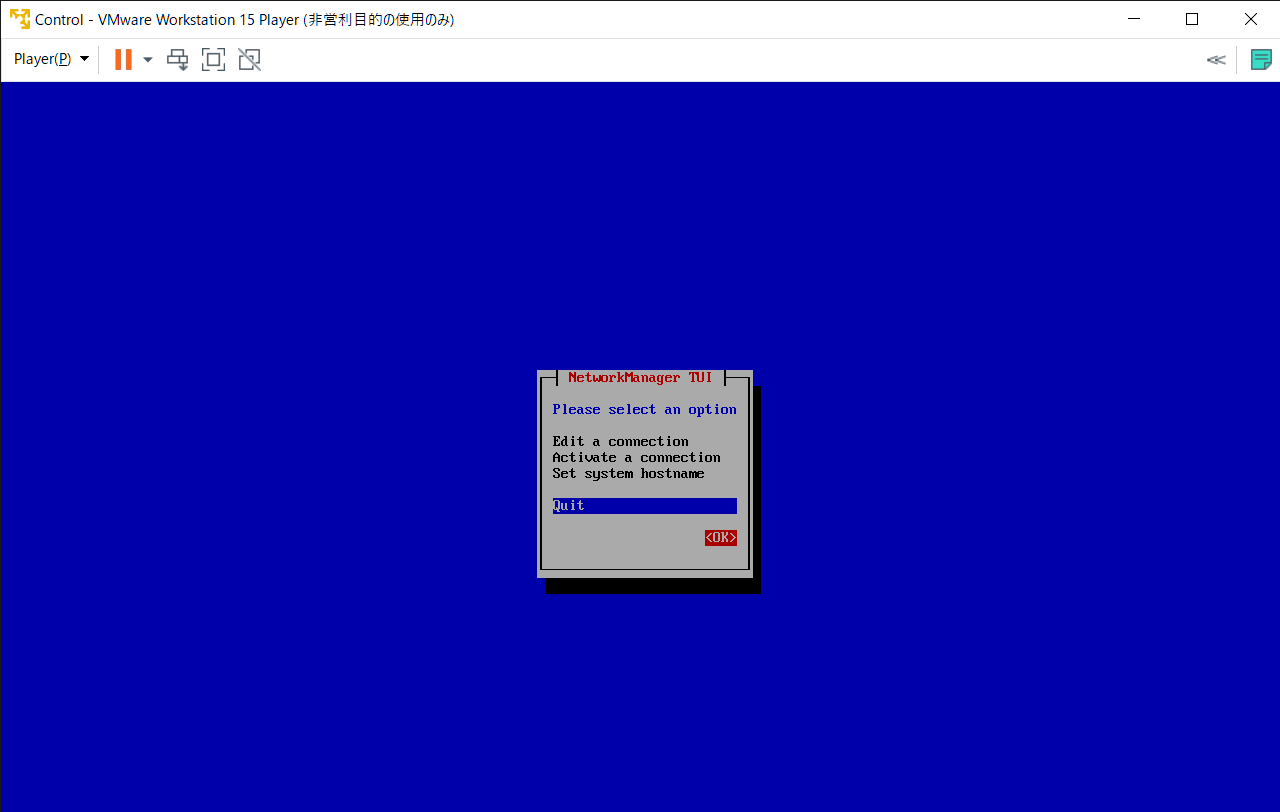 Control - VMware Workstation 15 Player (非営利目的の使用のみ)
Player(P)
NetworkManager TUI
Please select an option
Edit a connection
Activate a connection
Set system hostname
Quit
<OK>